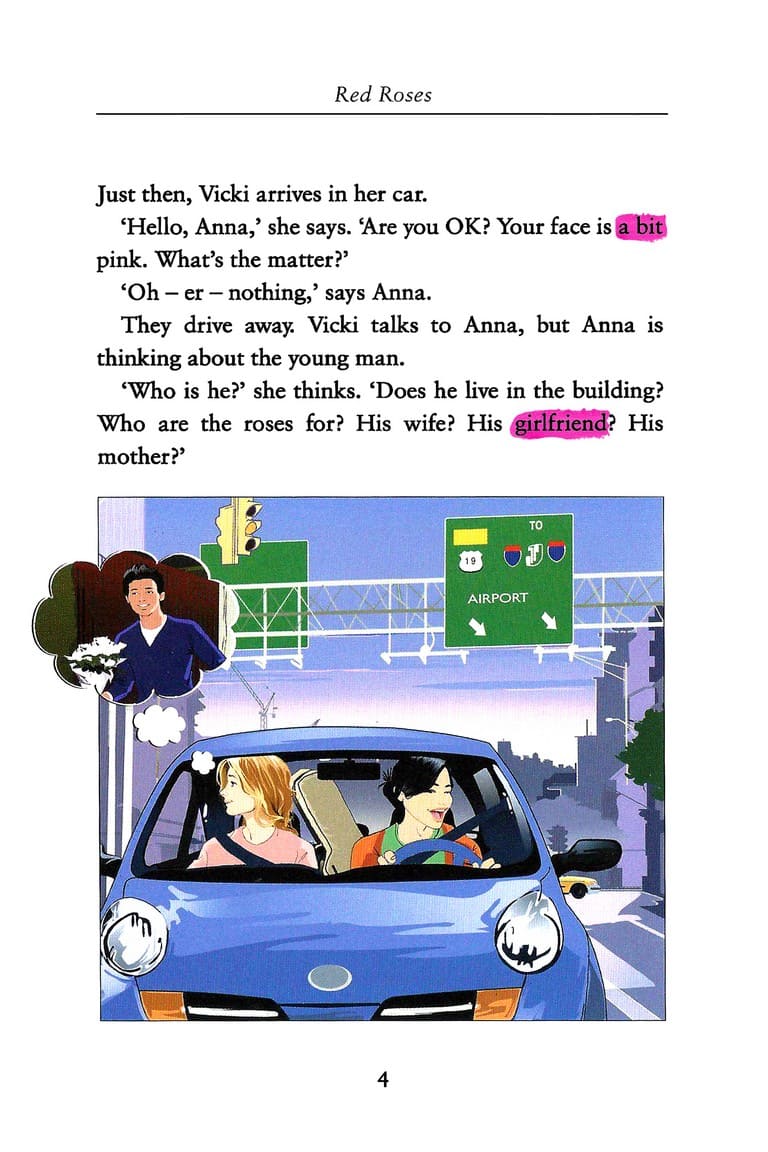 Red Roses
Just then, Vicki arrives in her car.
‘Hello, Anna,’ she says. ‘Are you OK? Your face is a bit
pink. What’s the matter?’
‘Oh – er – nothing,’ says Anna.
They drive away. Vicki talks to Anna, but Anna is
thinking about the young man.
‘Who is he?’ she thinks. ‘Does he live in the building?
Who are the roses for? His wife? His girlfriend? His
mother?’
TO
19
AIRPORT
4